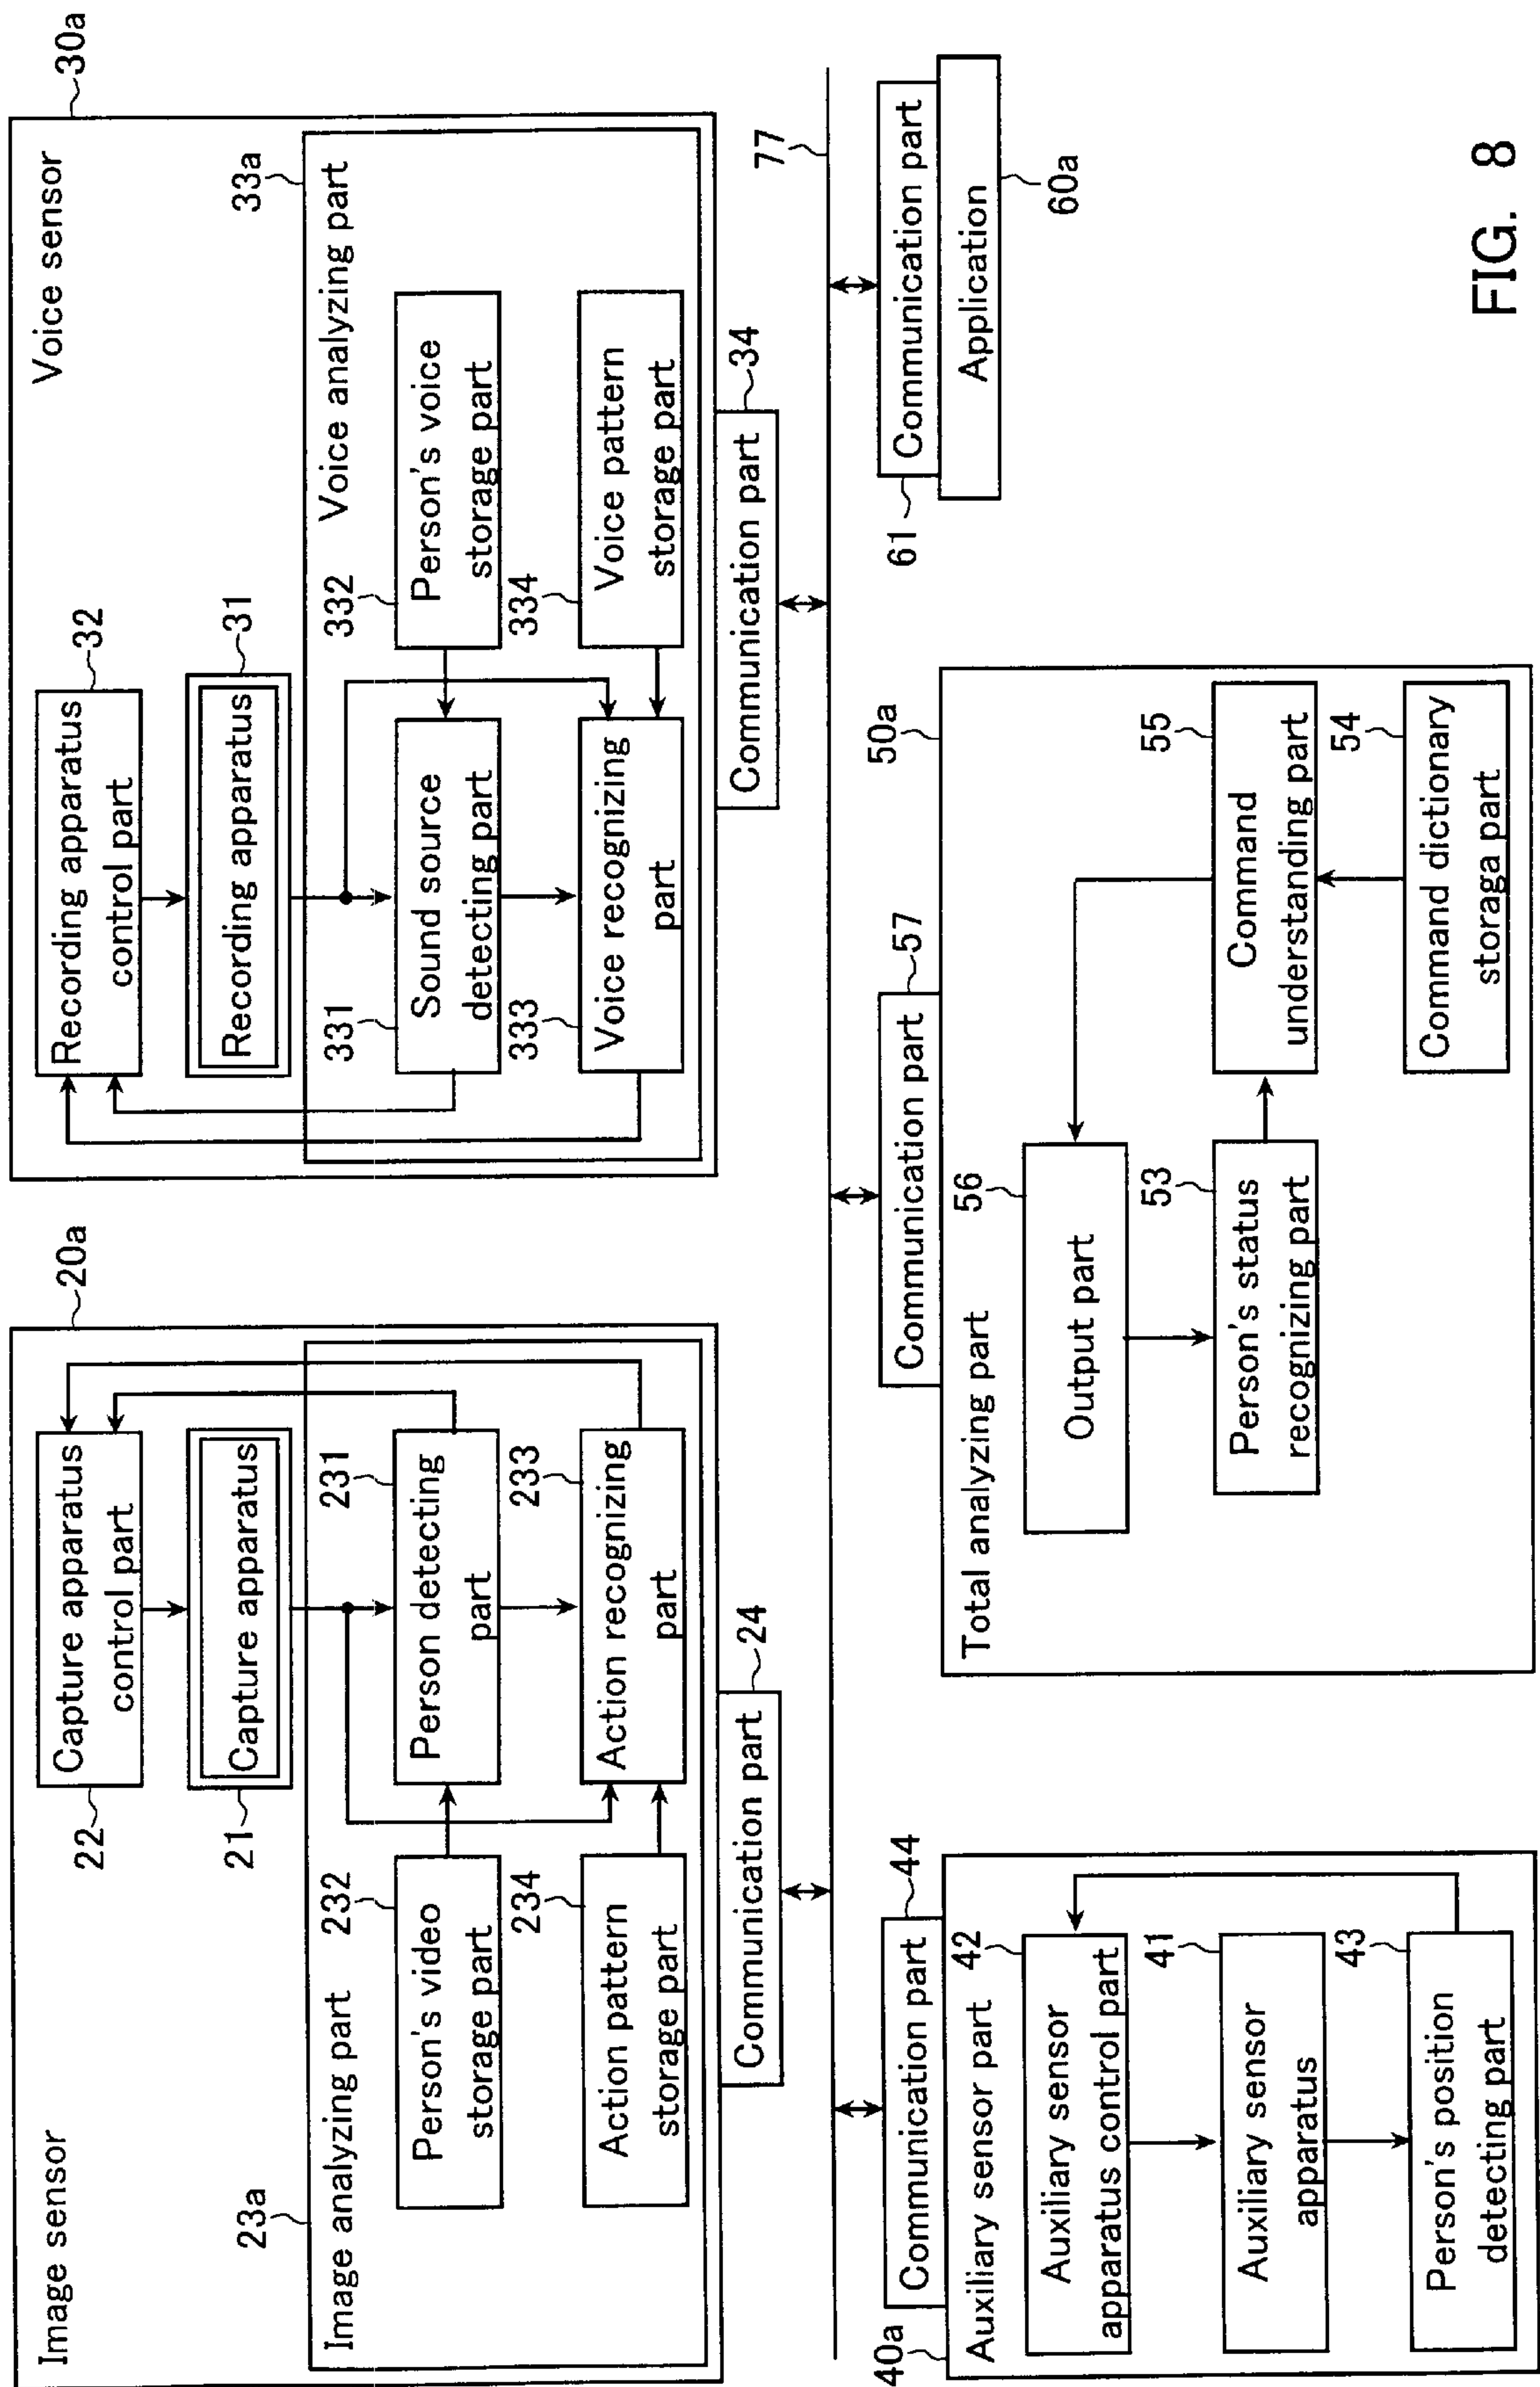 Image sensor
20a
22
Capture apparatus
control part
21
Capture apparatus
23a
Image analyzing part
232
Person's video
storage part
231
Person detecting
part
234
Action pattern
storage part
233
Action recognizing
part
Communication part
24
Voice sensor
30a
Recording apparatus
control part
32
Recording apparatus
31
33a
Voice analyzing part
331
Sound source
detecting part
332
Person's voice
storage part
333
Voice recognizing
part
334
Voice pattern
storage part
Communication part
34
77
Communication part
44
40a
Auxiliary sensor part
42
Auxiliary sensor
apparatus control part
41
Auxiliary sensor
apparatus
43
Person's position
detecting part
Communication part
57
50a
Total analyzing part
56
Output part
53
Person's status
recognizing part
55
Command
understanding part
54
Command dictionary
storaga part
61
Communication part
Application
60a
FIG. 8